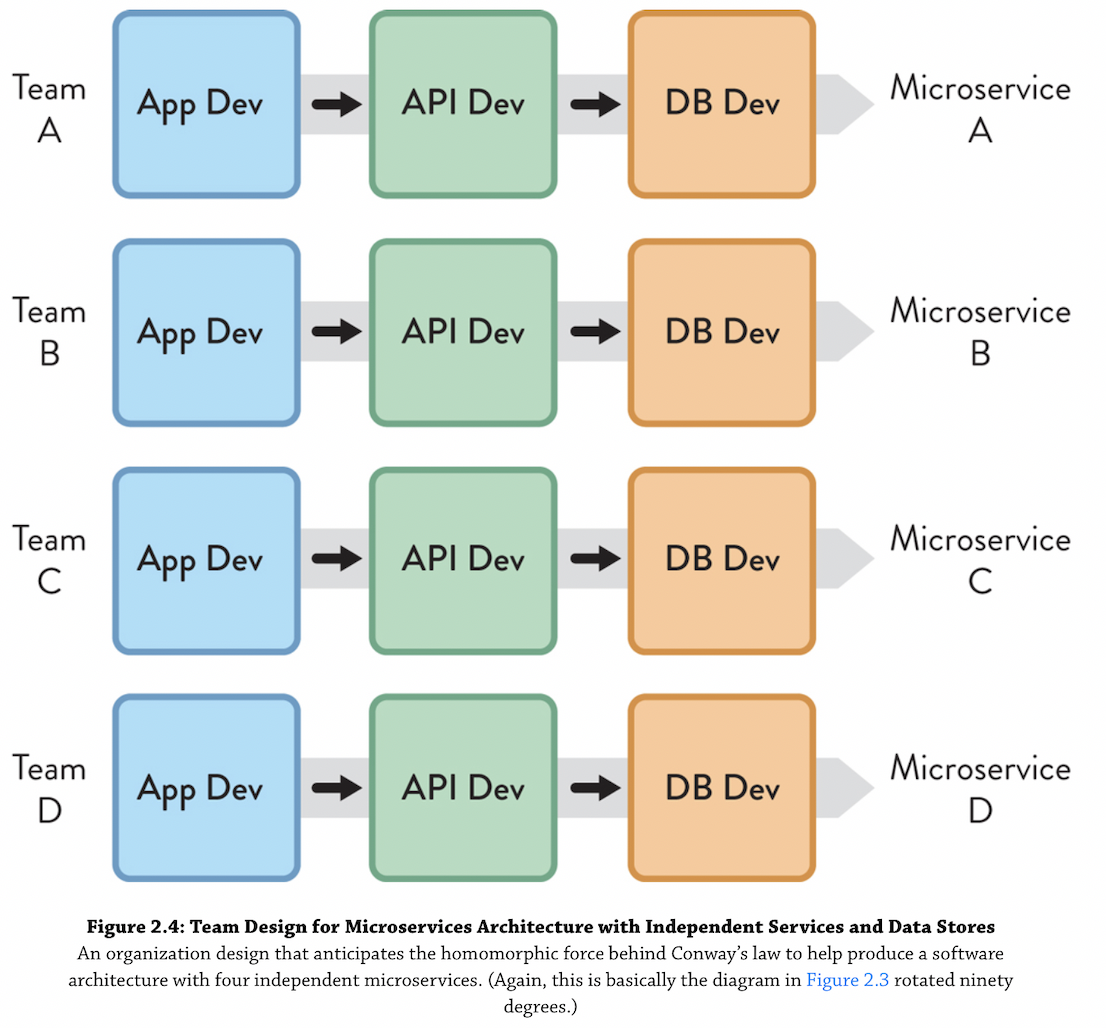 Team
A
App Dev
API Dev
DB Dev
Microservice
A
Team
B
App Dev
API Dev
DB Dev
Microservice
B
Team
C
App Dev
API Dev
DB Dev
Microservice
C
Team
D
App Dev
API Dev
DB Dev
Microservice
D
Figure 2.4: Team Design for Microservices Architecture with Independent Services and Data Stores
An organization design that anticipates the homomorphic force behind Conway’s law to help produce a software
architecture with four independent microservices. (Again, this is basically the diagram in Figure 2.3 rotated ninety
degrees.)